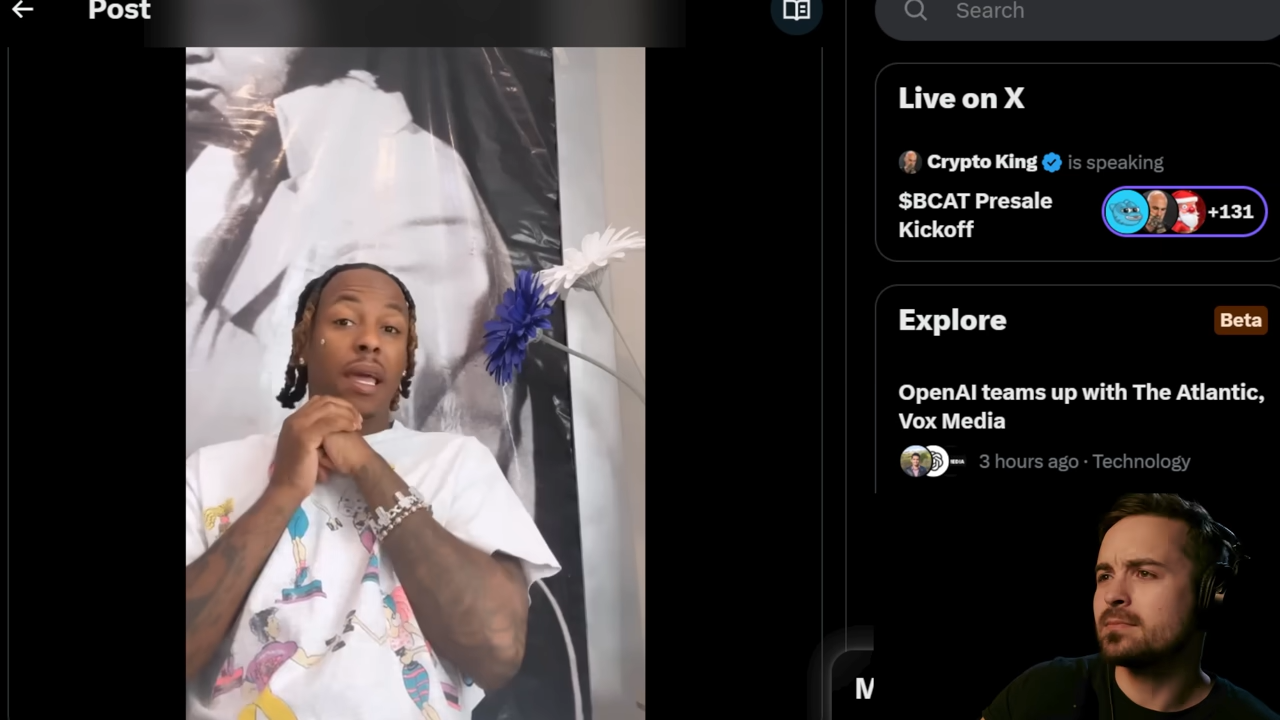 Post
Search
Live on X
Crypto King is speaking
$BCAT Presale
Kickoff
+131
Explore
Beta
OpenAI teams up with The Atlantic,
Vox Media
3 hours ago · Technology
M